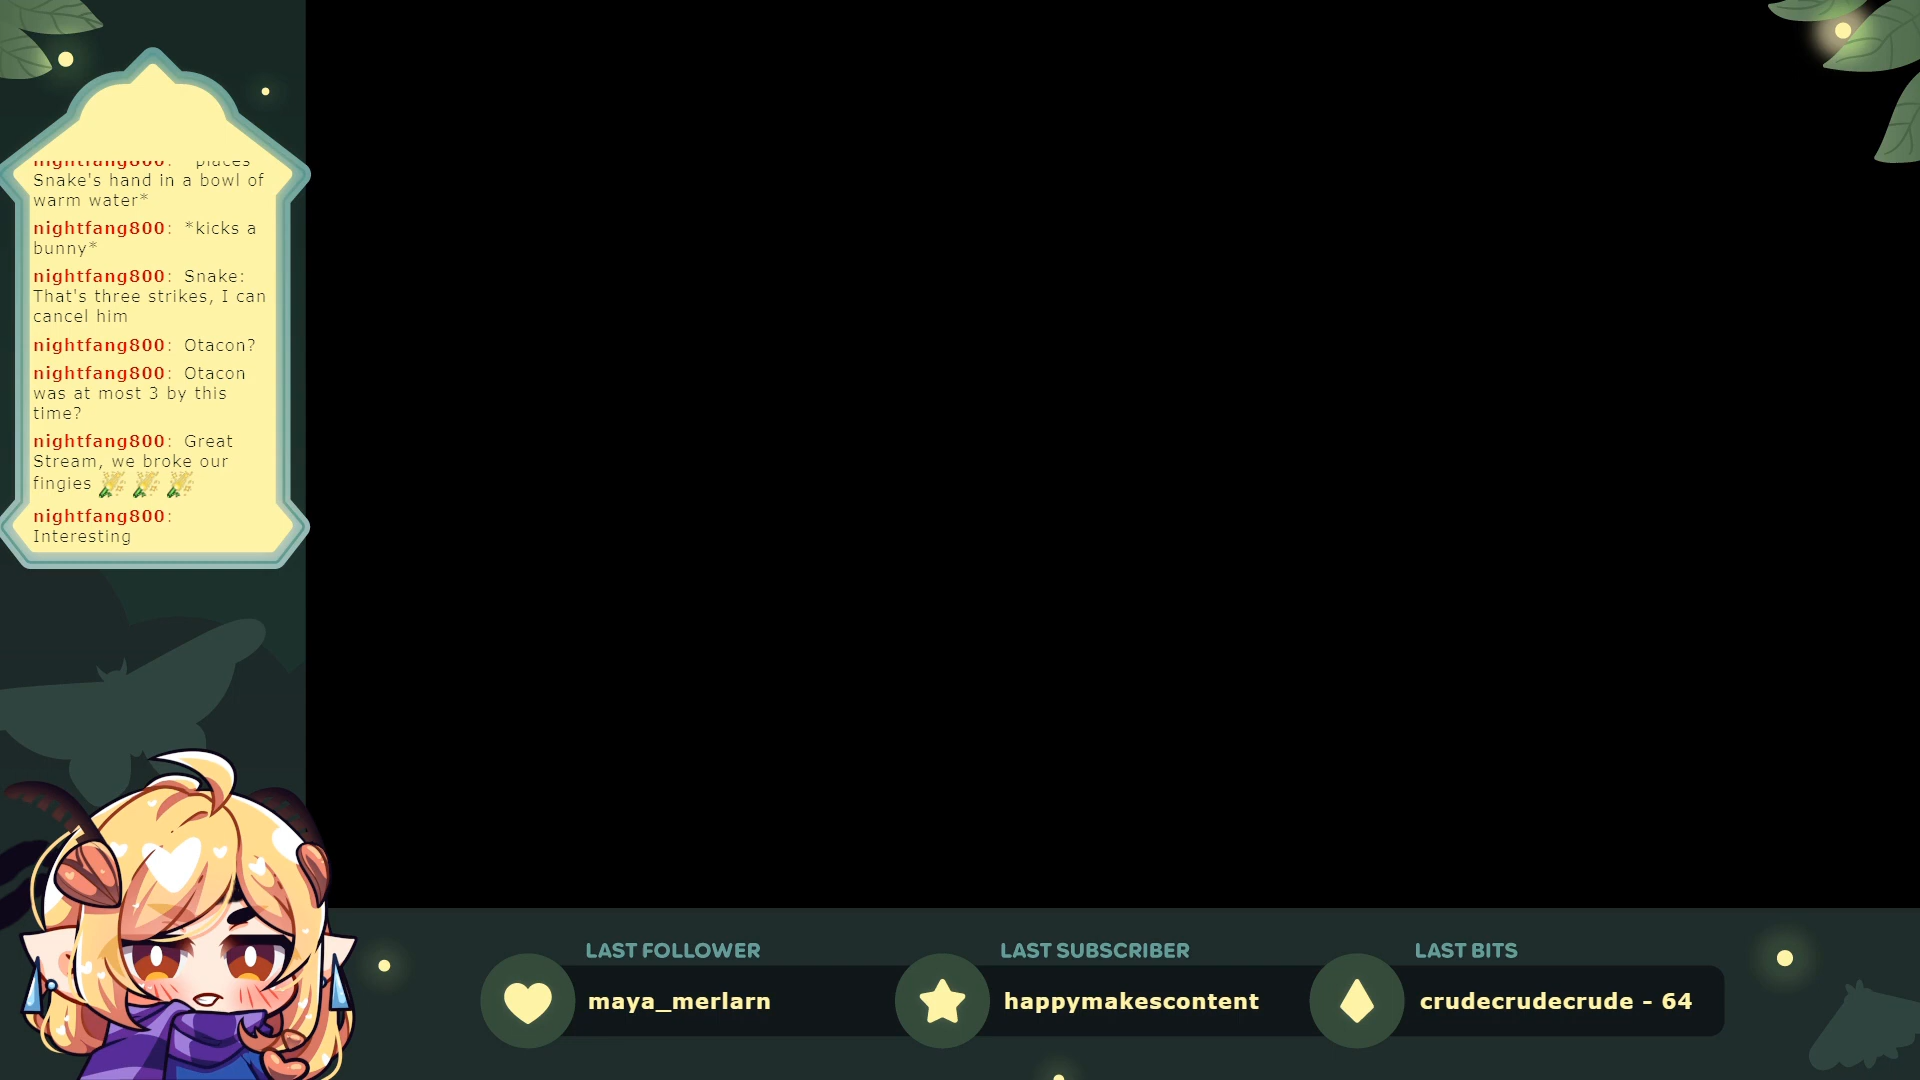 nightfang800: *places
Snake's hand in a bowl of
warm water*
nightfang800: *kicks a
bunny*
nightfang800: Snake:
That's three strikes, I can
cancel him
nightfang800: Otacon?
nightfang800: Otacon
was at most 3 by this
time?
nightfang800: Great
Stream, we broke our
fingies
nightfang800:
Interesting
LAST FOLLOWER
maya_merlarn
LAST SUBSCRIBER
happymakescontent
LAST BITS
crudecrudecrude - 64